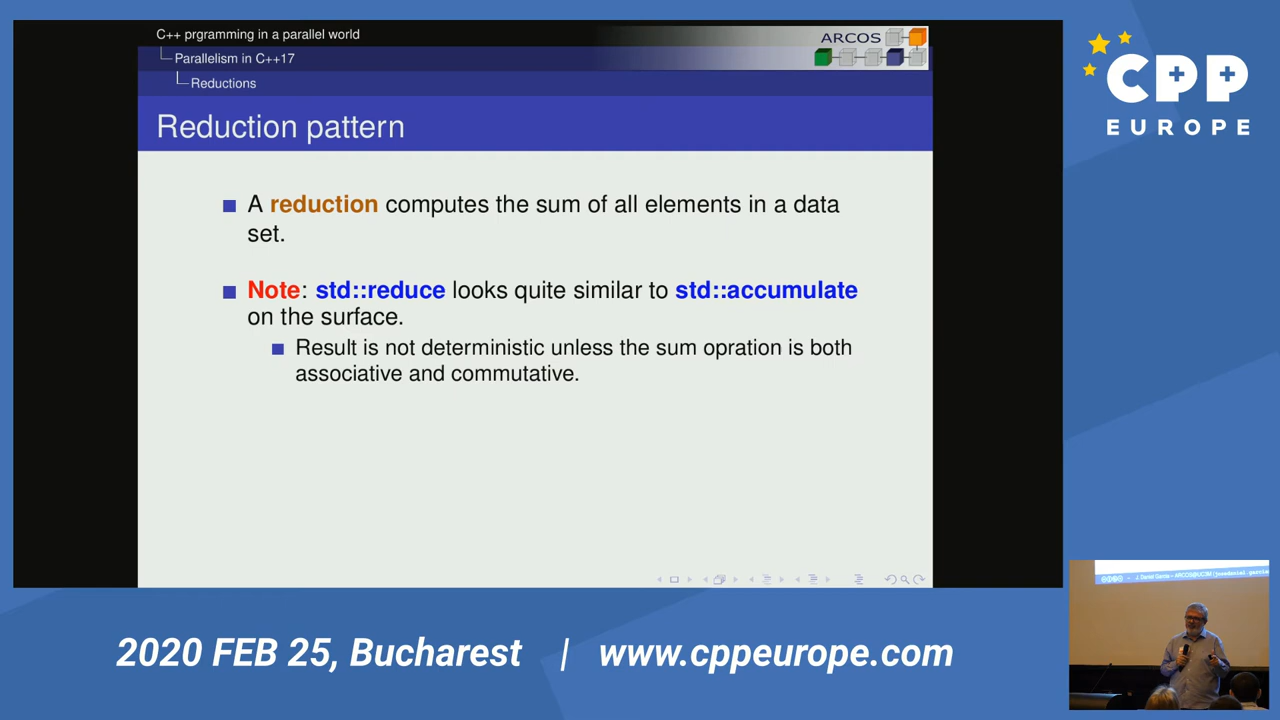 C++ prgramming in a parallel world
Parallelism in C++17
Reductions
ARCOS
Reduction pattern
A reduction computes the sum of all elements in a data
set.
Note: std::reduce looks quite similar to std::accumulate
on the surface.
Result is not deterministic unless the sum opration is both
associative and commutative.
CPP
EUROPE
2020 FEB 25, Bucharest | www.cppeurope.com